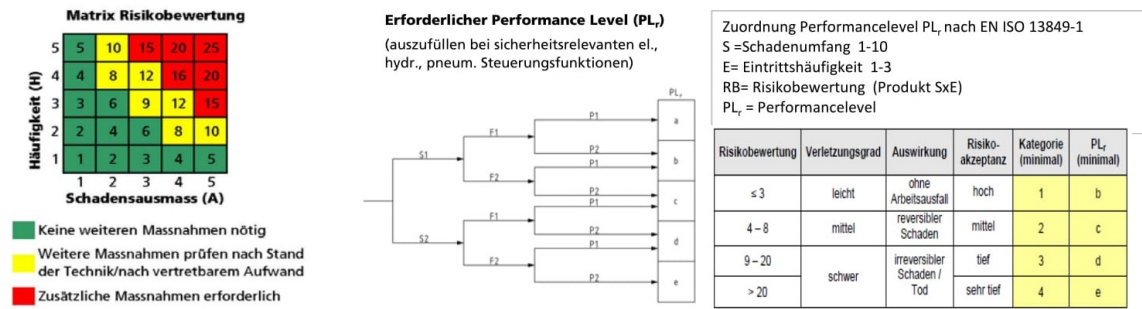 Matrix Risikobewertung
Häufigkeit (H)
5 5 10 15 20 25
4 4 8 12 16 20
3 3 6 9 12 15
2 2 4 6 8 10
1 1 2 3 4 5
1 2 3 4 5
Schadensausmass (A)
Keine weiteren Massnahmen nötig
Weitere Massnahmen prüfen nach Stand
der Technik/nach vertretbarem Aufwand
Zusätzliche Massnahmen erforderlich
Erforderlicher Performance Level (PLr)
(auszufüllen bei sicherheitsrelevanten el.,
hydr., pneum. Steuerungsfunktionen)
PLr
P1
a
F1
P2
S1
P1
b
F2
P2
P1
c
F1
P2
S2
P1
d
F2
P2
e
Zuordnung Performancelevel PLr nach EN ISO 13849-1
S =Schadenumfang 1-10
E= Eintrittshäufigkeit 1-3
RB= Risikobewertung (Produkt SxE)
PLr = Performancelevel
Risikobewertung Verletzungsgrad Auswirkung Risiko-akzeptanz Kategorie (minimal) PLr (minimal)
≤ 3 leicht ohne Arbeitsausfall hoch 1 b
4 – 8 mittel reversibler Schaden mittel 2 c
9 – 20 schwer irreversibler Schaden / Tod tief 3 d
> 20 sehr tief 4 e